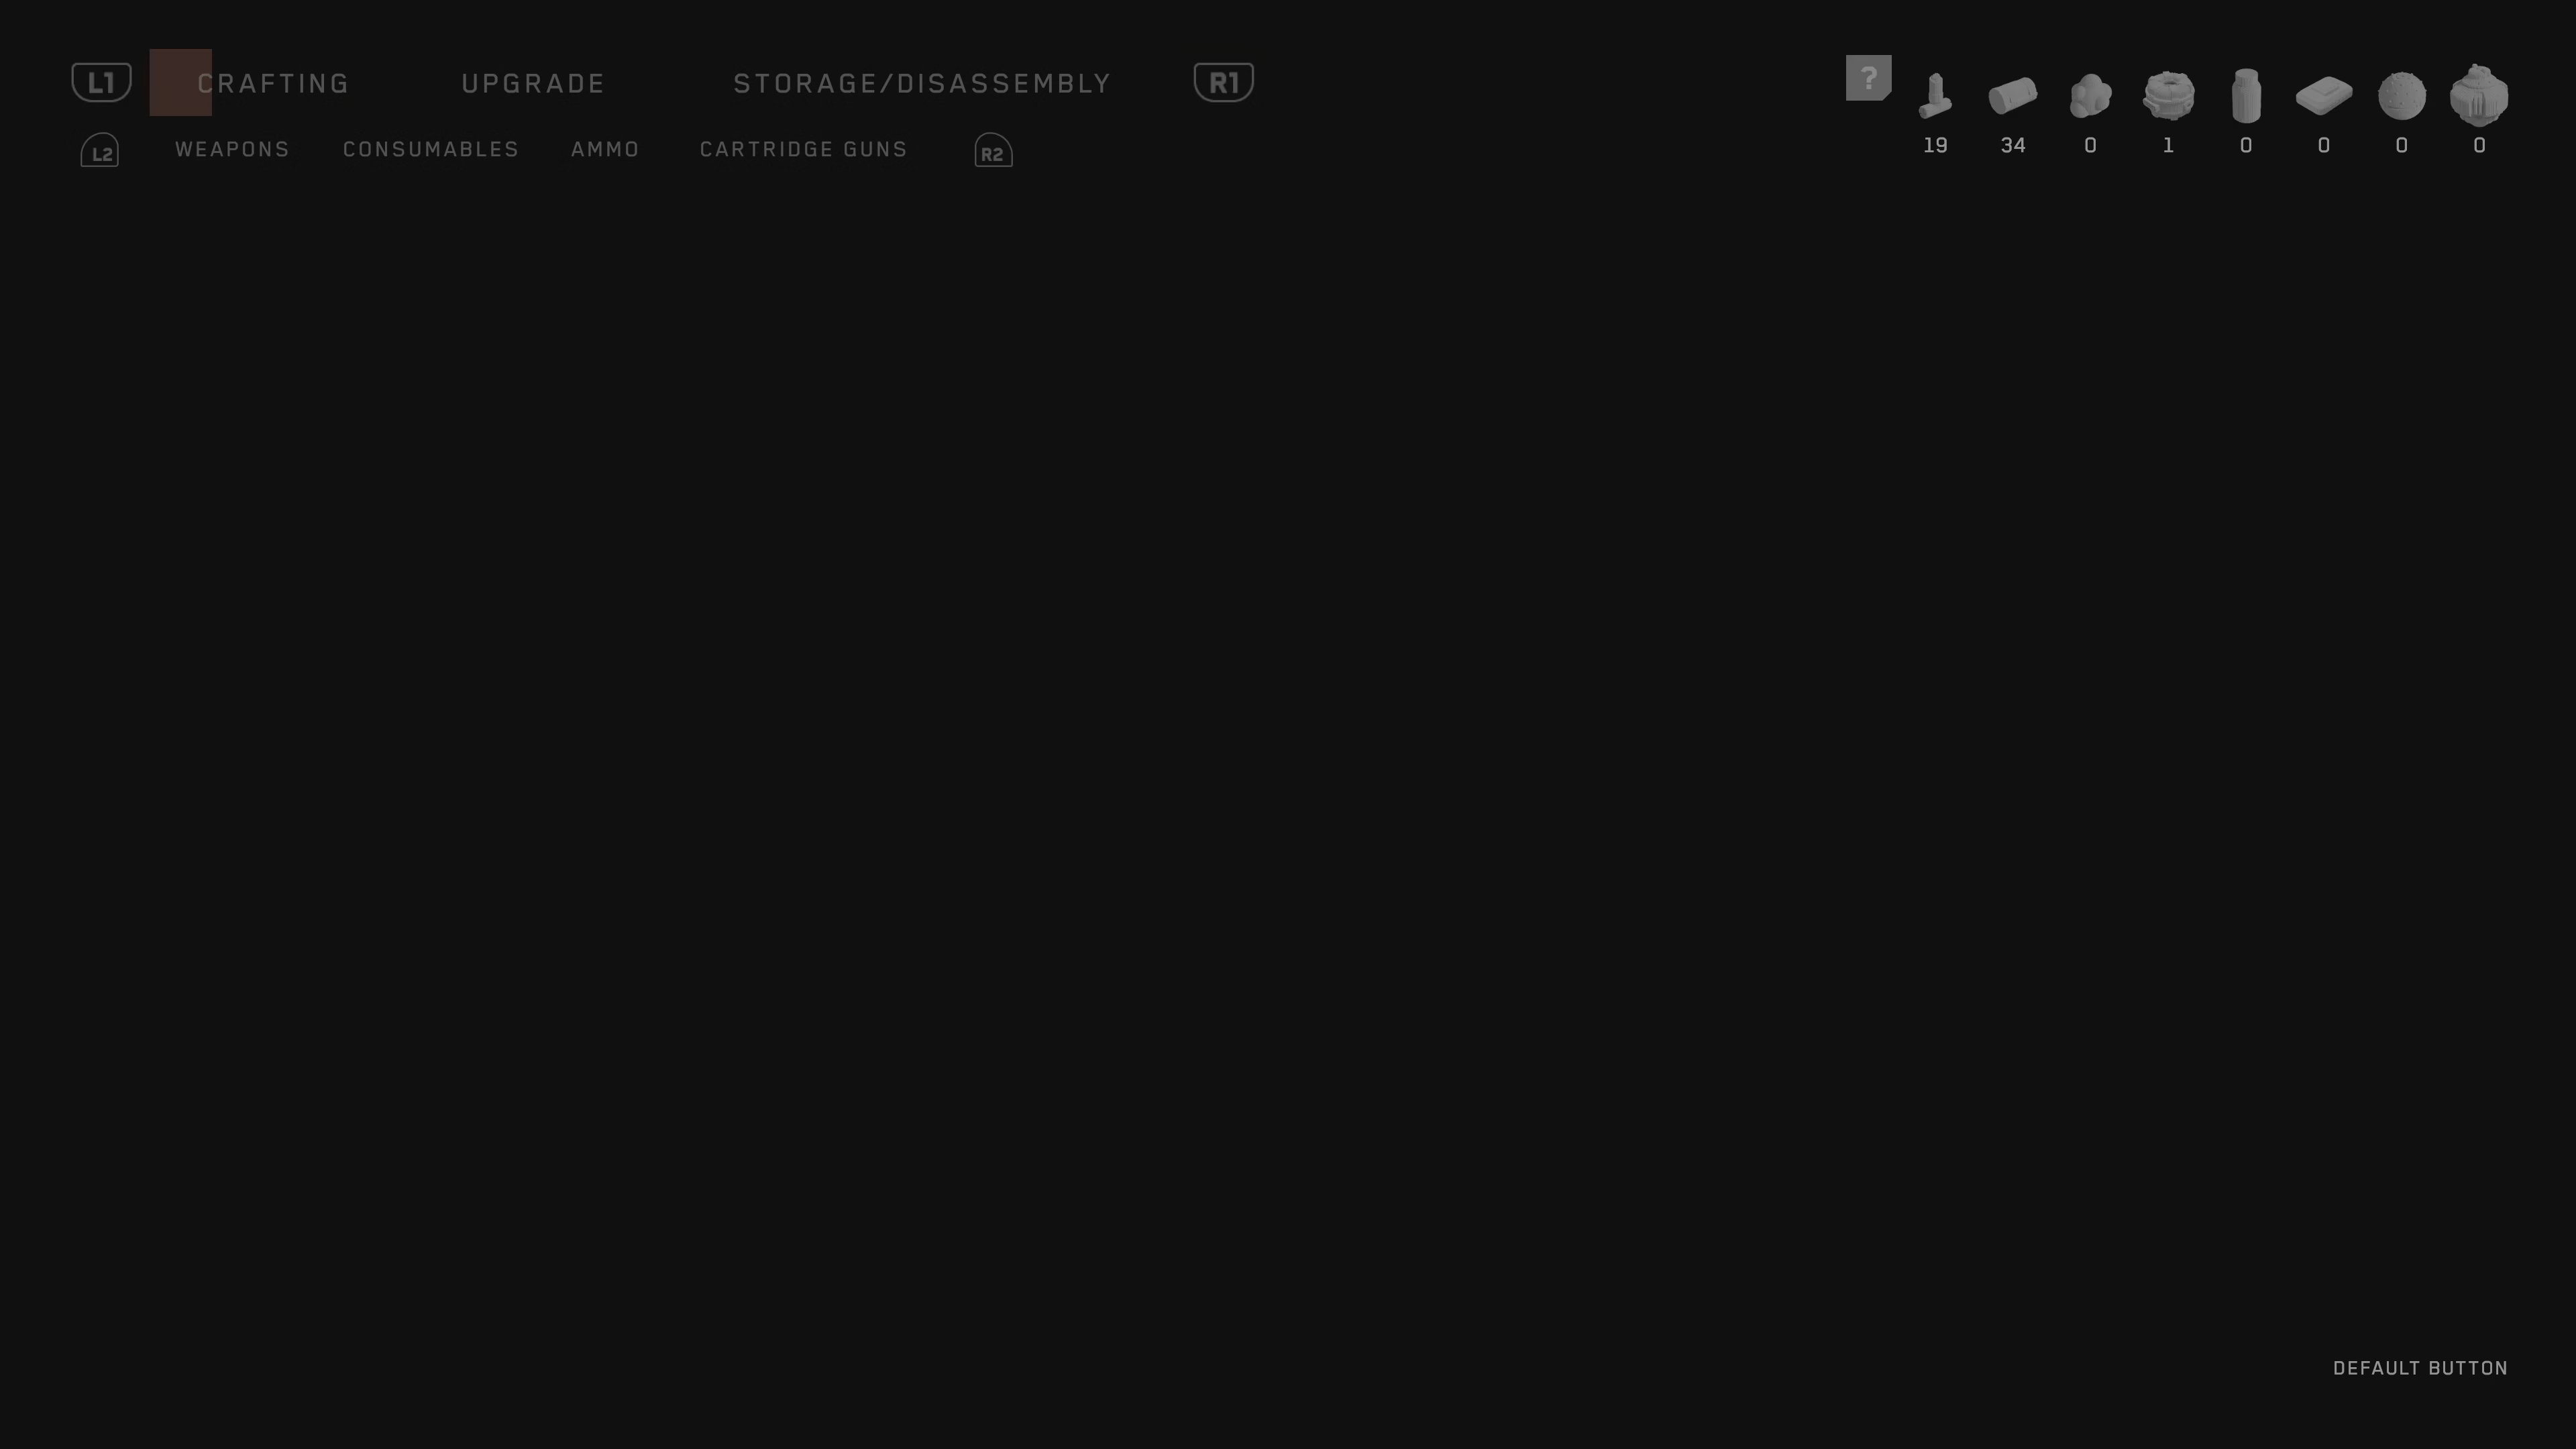 L1 CRAFTING UPGRADE STORAGE/DISASSEMBLY R1 ?
L2 WEAPONS CONSUMABLES AMMO CARTRIDGE GUNS R2
19 34 0 1 0 0 0 0
DEFAULT BUTTON